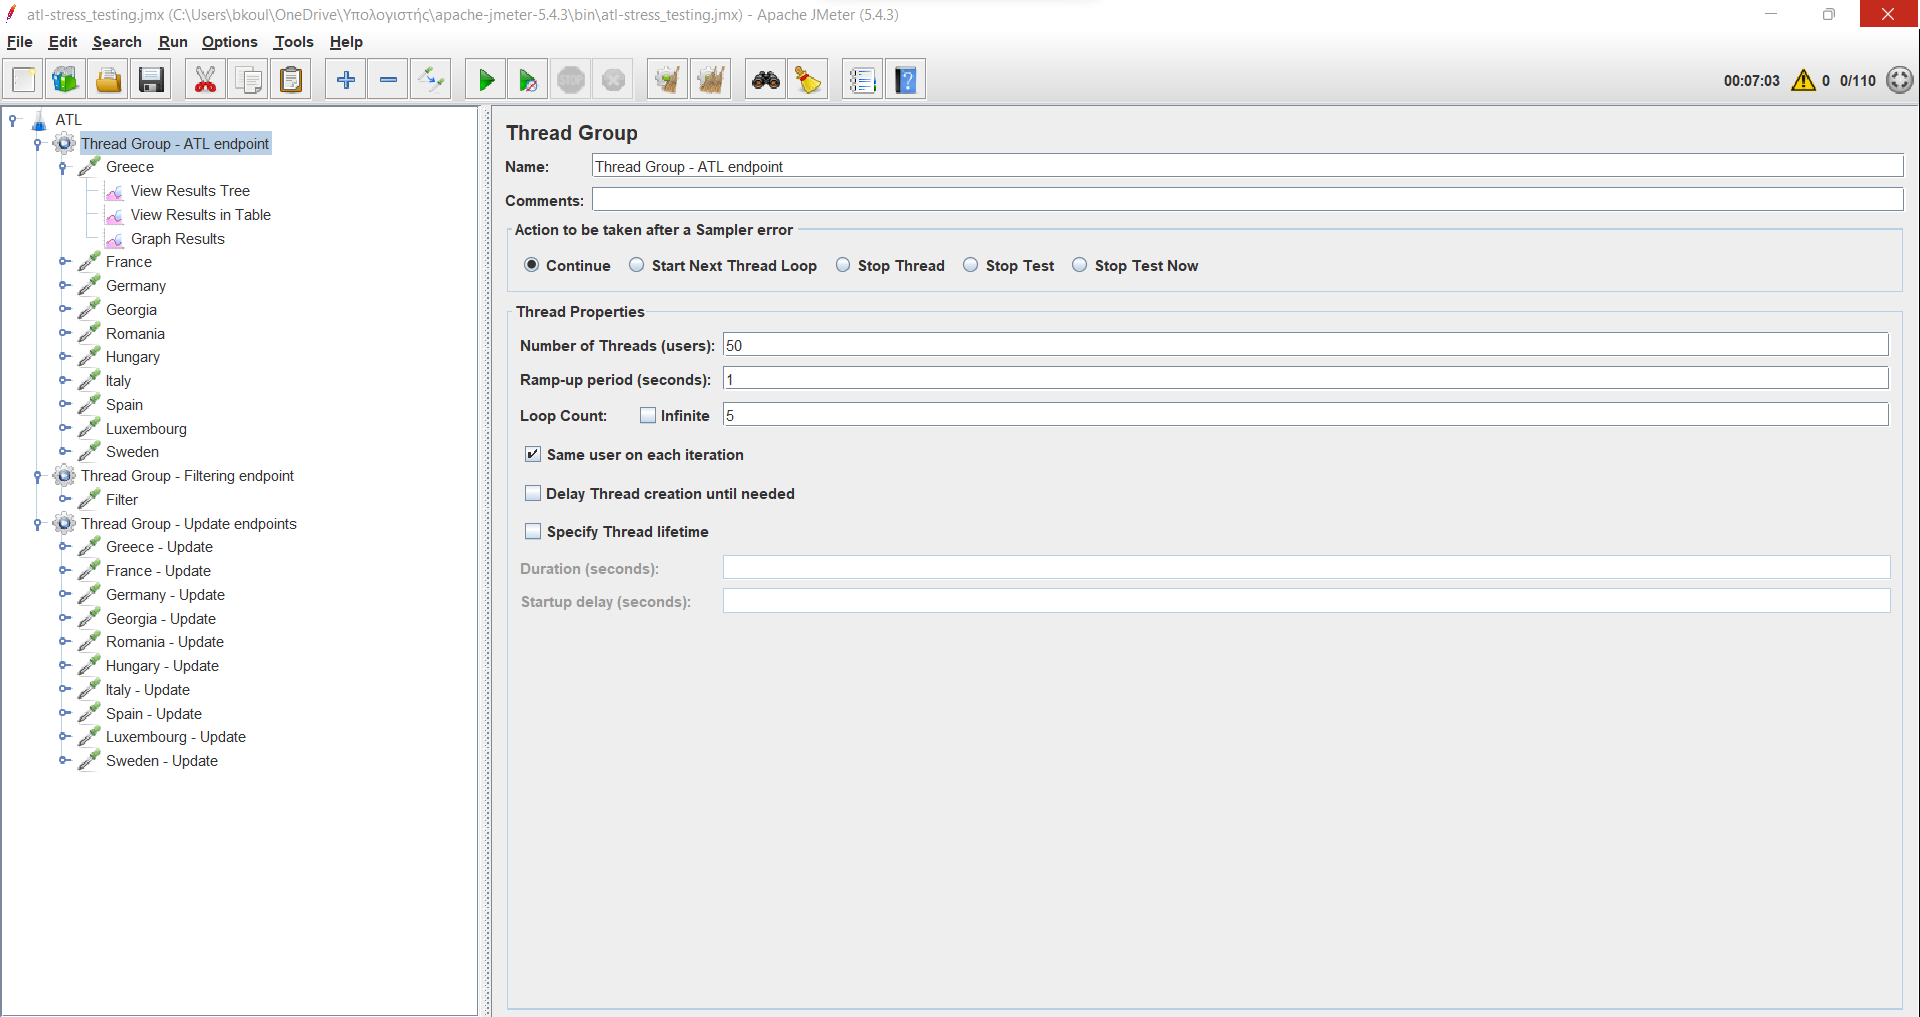 atl-stress_testing.jmx (C:\Users\bkoul\OneDrive\Υπολογιστής\apache-jmeter-5.4.3\bin\atl-stress_testing.jmx) - Apache JMeter (5.4.3)
File Edit Search Run Options Tools Help
STOP
00:07:03 0 0/110
ATL
Thread Group - ATL endpoint
Greece
View Results Tree
View Results in Table
Graph Results
France
Germany
Georgia
Romania
Hungary
Italy
Spain
Luxembourg
Sweden
Thread Group - Filtering endpoint
Filter
Thread Group - Update endpoints
Greece - Update
France - Update
Germany - Update
Georgia - Update
Romania - Update
Hungary - Update
Italy - Update
Spain - Update
Luxembourg - Update
Sweden - Update
Thread Group
Name: Thread Group - ATL endpoint
Comments:
Action to be taken after a Sampler error
Continue Start Next Thread Loop Stop Thread Stop Test Stop Test Now
Thread Properties
Number of Threads (users): 50
Ramp-up period (seconds): 1
Loop Count: Infinite 5
Same user on each iteration
Delay Thread creation until needed
Specify Thread lifetime
Duration (seconds):
Startup delay (seconds):